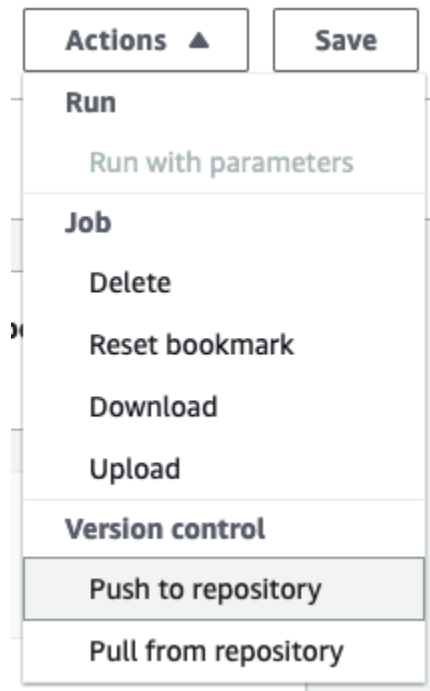 Actions ▲ Save
Run
Run with parameters
Job
Delete
Reset bookmark
Download
Upload
Version control
Push to repository
Pull from repository